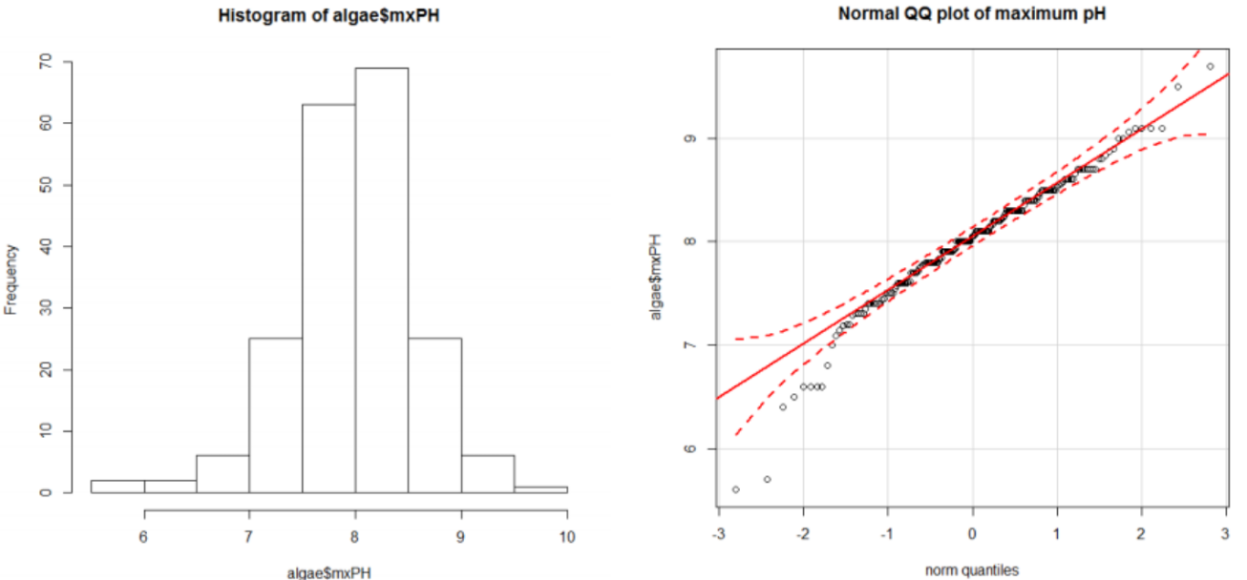 Histogram of algae$mxPH
Frequency
0 10 20 30 40 50 60 70
6 7 8 9 10
algae$mxPH
Normal QQ plot of maximum pH
algae$mxPH
6 7 8 9
-3 -2 -1 0 1 2 3
norm quantiles